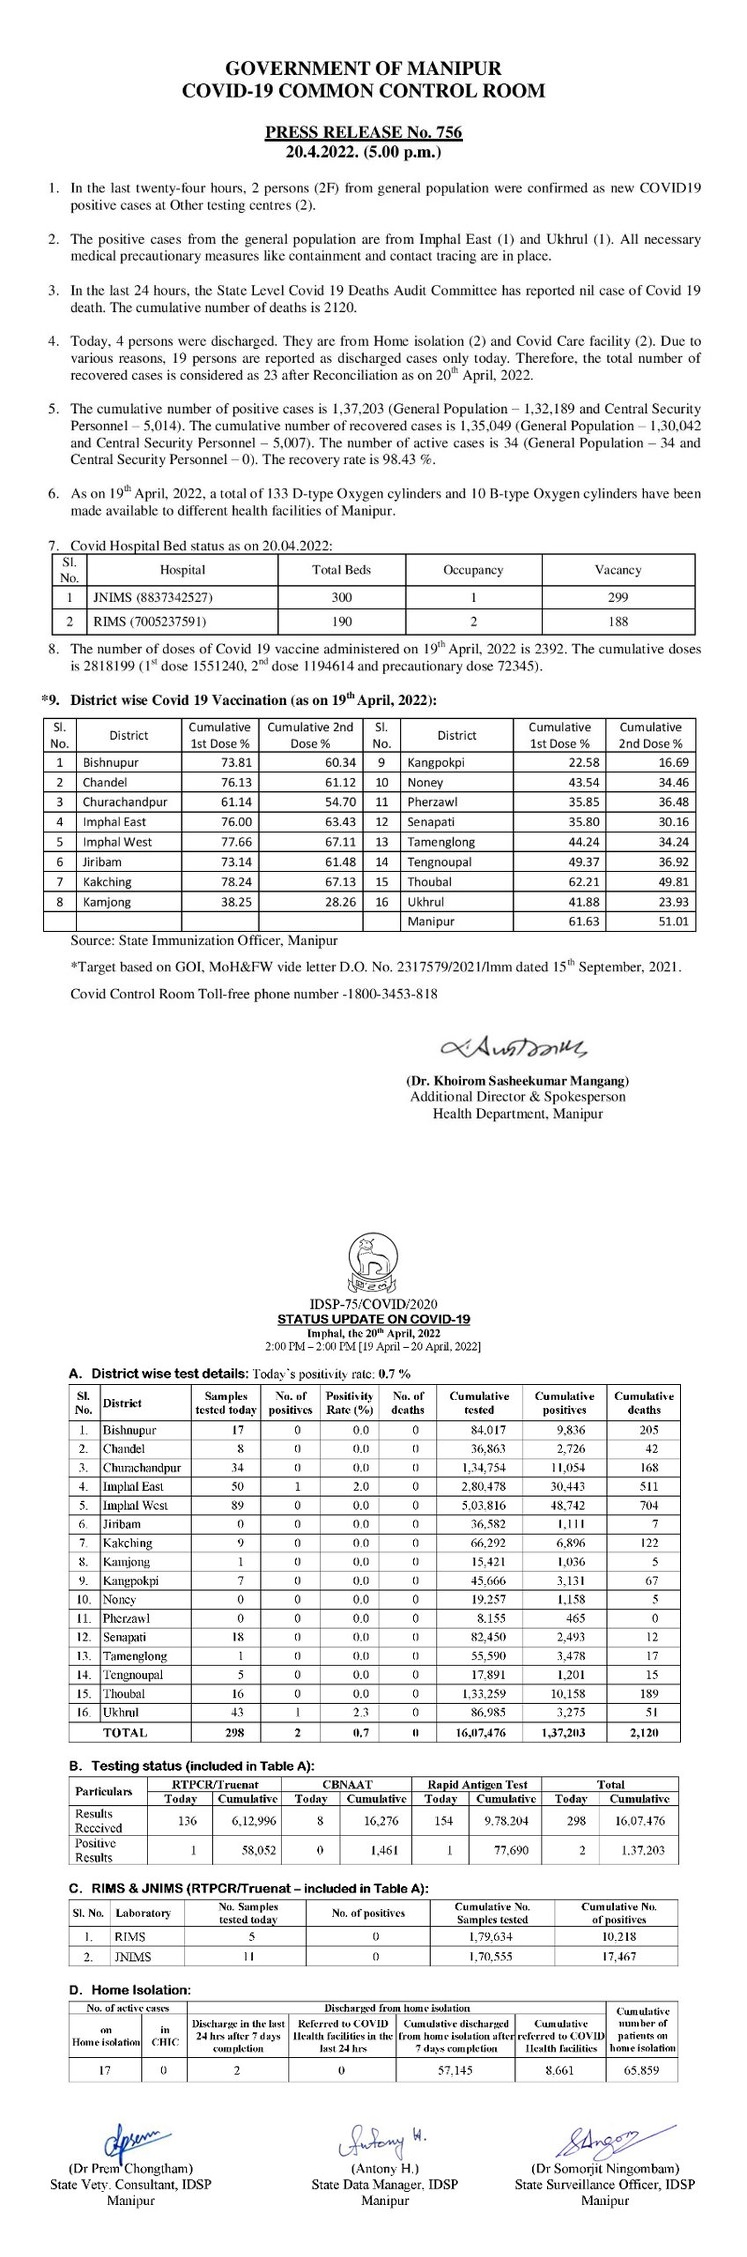 GOVERNMENT OF MANIPUR
COVID-19 COMMON CONTROL ROOM
PRESS RELEASE No. 756
20.4.2022. (5.00 p.m.)
1. In the last twenty-four hours, 2 persons (2F) from general population were confirmed as new COVID19
positive cases at Other testing centres (2).
2. The positive cases from the general population are from Imphal East (1) and Ukhrul (1). All necessary
medical precautionary measures like containment and contact tracing are in place.
3. In the last 24 hours, the State Level Covid 19 Deaths Audit Committee has reported nil case of Covid 19
death. The cumulative number of deaths is 2120.
4. Today, 4 persons were discharged. They are from Home isolation (2) and Covid Care facility (2). Due to
various reasons, 19 persons are reported as discharged cases only today. Therefore, the total number of
recovered cases is considered as 23 after Reconciliation as on 20th April, 2022.
5. The cumulative number of positive cases is 1,37,203 (General Population – 1,32,189 and Central Security
Personnel – 5,014). The cumulative number of recovered cases is 1,35,049 (General Population – 1,30,042
and Central Security Personnel – 5,007). The number of active cases is 34 (General Population – 34 and
Central Security Personnel – 0). The recovery rate is 98.43 %.
6. As on 19th April, 2022, a total of 133 D-type Oxygen cylinders and 10 B-type Oxygen cylinders have been
made available to different health facilities of Manipur.
7. Covid Hospital Bed status as on 20.04.2022:
Sl. No. Hospital Total Beds Occupancy Vacancy
1 JNIMS (8837342527) 300 1 299
2 RIMS (7005237591) 190 2 188
8. The number of doses of Covid 19 vaccine administered on 19th April, 2022 is 2392. The cumulative doses
is 2818199 (1st dose 1551240, 2nd dose 1194614 and precautionary dose 72345).
*9. District wise Covid 19 Vaccination (as on 19th April, 2022):
Sl. No. District Cumulative 1st Dose % Cumulative 2nd Dose % Sl. No. District Cumulative 1st Dose % Cumulative 2nd Dose %
1 Bishnupur 73.81 60.34 9 Kangpokpi 22.58 16.69
2 Chandel 76.13 61.12 10 Noney 43.54 34.46
3 Churachandpur 61.14 54.70 11 Pherzawl 35.85 36.48
4 Imphal East 76.00 63.43 12 Senapati 35.80 30.16
5 Imphal West 77.66 67.11 13 Tamenglong 44.24 34.24
6 Jiribam 73.14 61.48 14 Tengnoupal 49.37 36.92
7 Kakching 78.24 67.13 15 Thoubal 62.21 49.81
8 Kamjong 38.25 28.26 16 Ukhrul 41.88 23.93
Manipur 61.63 51.01
Source: State Immunization Officer, Manipur
*Target based on GOI, MoH&FW vide letter D.O. No. 2317579/2021/Imm dated 15th September, 2021.
Covid Control Room Toll-free phone number -1800-3453-818
(Dr. Khoirom Sasheekumar Mangang)
Additional Director & Spokesperson
Health Department, Manipur
IDSP-75/COVID/2020
STATUS UPDATE ON COVID-19
Imphal, the 20th April, 2022
2:00 PM – 2:00 PM [19 April – 20 April, 2022]
A. District wise test details: Today's positivity rate: 0.7 %
Sl. No. District Samples tested today No. of positives Positivity Rate (%) No. of deaths Cumulative tested Cumulative positives Cumulative deaths
1. Bishnupur 17 0 0.0 0 84,017 9,836 205
2. Chandel 8 0 0.0 0 36,863 2,726 42
3. Churachandpur 34 0 0.0 0 1,34,754 11,054 168
4. Imphal East 50 1 2.0 0 2,80,478 30,443 511
5. Imphal West 89 0 0.0 0 5,03,816 48,742 704
6. Jiribam 0 0 0.0 0 36,582 1,111 7
7. Kakching 9 0 0.0 0 66,292 6,896 122
8. Kamjong 1 0 0.0 0 15,421 1,036 5
9. Kangpokpi 7 0 0.0 0 45,666 3,131 67
10. Noney 0 0 0.0 0 19,257 1,158 5
11. Pherzawl 0 0 0.0 0 8,155 465 0
12. Senapati 18 0 0.0 0 82,450 2,493 12
13. Tamenglong 1 0 0.0 0 55,590 3,478 17
14. Tengnoupal 5 0 0.0 0 17,891 1,201 15
15. Thoubal 16 0 0.0 0 1,33,259 10,158 189
16. Ukhrul 43 1 2.3 0 86,985 3,275 51
TOTAL 298 2 0.7 0 16,07,476 1,37,203 2,120
B. Testing status (included in Table A):
Particulars RTPCR/Truenat CBNAAT Rapid Antigen Test Total
Today Cumulative Today Cumulative Today Cumulative Today Cumulative
Results Received 136 6,12,996 8 16,276 154 9,78,204 298 16,07,476
Positive Results 1 58,052 0 1,461 1 77,690 2 1,37,203
C. RIMS & JNIMS (RTPCR/Truenat – included in Table A):
Sl. No. Laboratory No. Samples tested today No. of positives Cumulative No. Samples tested Cumulative No. of positives
1. RIMS 5 0 1,79,634 10,218
2. JNIMS 11 0 1,70,555 17,467
D. Home Isolation:
No. of active cases Discharged from home isolation Cumulative number of patients on home isolation
on Home isolation in CHIC Discharge in the last 24 hrs after 7 days completion Referred to COVID Health facilities in the last 24 hrs Cumulative discharged from home isolation after 7 days completion Cumulative referred to COVID Health facilities
17 0 2 0 57,145 8,661 65,859
Antony H.
(Dr Prem Chongtham) (Antony H.) (Dr Somorjit Ningombam)
State Vety. Consultant, IDSP State Data Manager, IDSP State Surveillance Officer, IDSP
Manipur Manipur Manipur